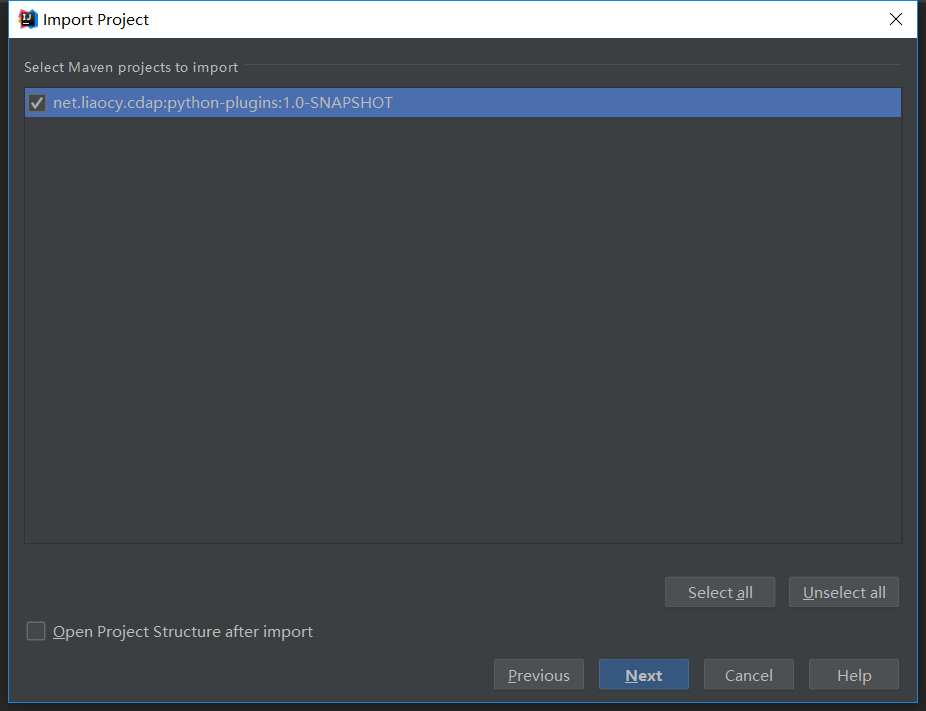 Import Project
Select Maven projects to import
net.liaocy.cdap:python-plugins:1.0-SNAPSHOT
Select all
Unselect all
Open Project Structure after import
Previous
Next
Cancel
Help